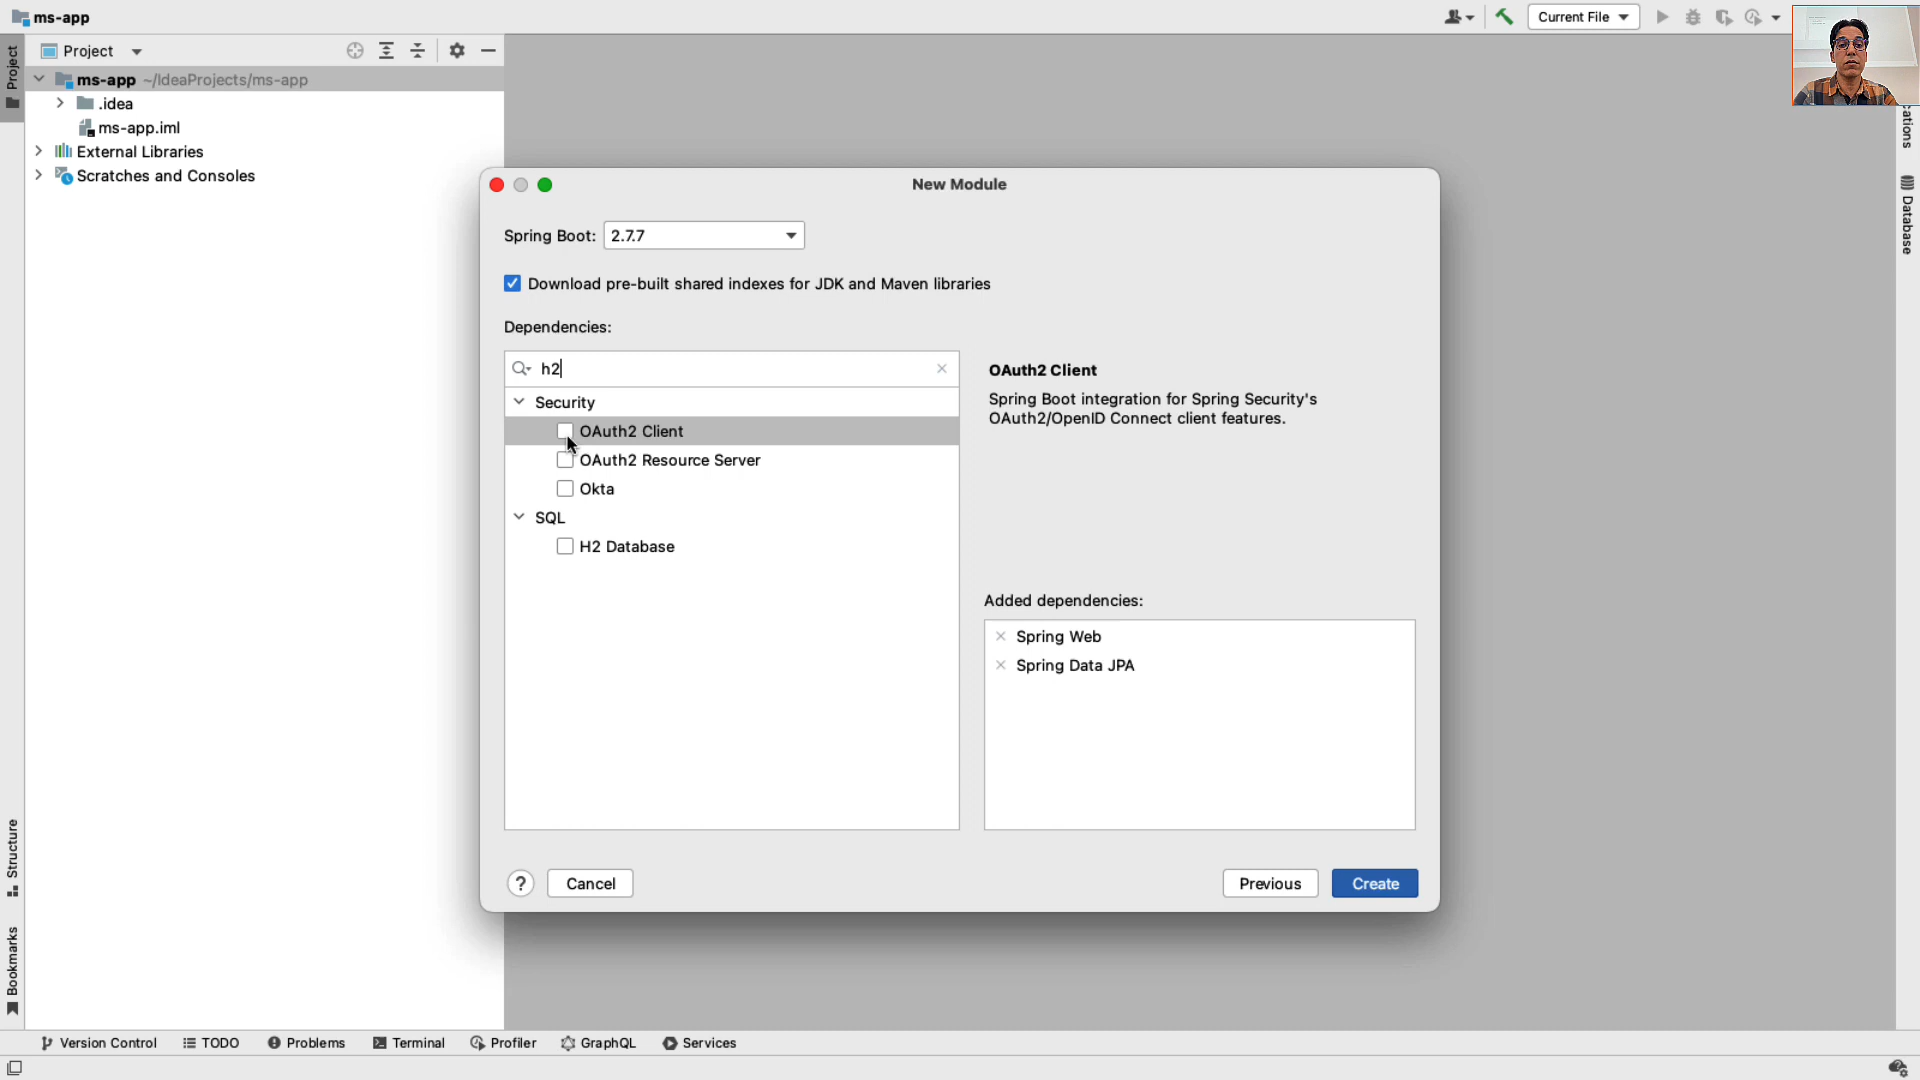 ms-app
Current File
Project
Project
ms-app ~/IdeaProjects/ms-app
.idea
ms-app.iml
External Libraries
Scratches and Consoles
New Module
Spring Boot: 2.7.7
Download pre-built shared indexes for JDK and Maven libraries
Dependencies:
h2
Security
OAuth2 Client
OAuth2 Resource Server
Okta
SQL
H2 Database
OAuth2 Client
Spring Boot integration for Spring Security's
OAuth2/OpenID Connect client features.
Added dependencies:
Spring Web
Spring Data JPA
?
Cancel
Previous
Create
Database
Structure
Bookmarks
Version Control
TODO
Problems
Terminal
Profiler
GraphQL
Services